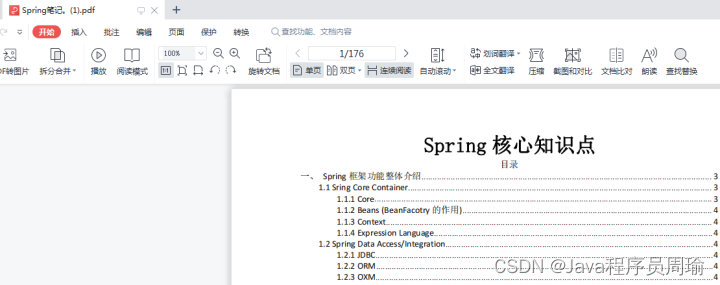 Spring笔记。(1).pdf
开始 插入 批注 编辑 页面 保护 转换 查找功能、文档内容
100% 1/176
DF转图片 拆分合并 播放 阅读模式 旋转文档 单页 双页 连续阅读 自动滚动 划词翻译 全文翻译 压缩 截图和对比 文档比对 朗读 查找替换
Spring 核心知识点
目录
一、 Spring 框架功能整体介绍 3
1.1 Sring Core Container 3
1.1.1 Core 3
1.1.2 Beans (BeanFacotry 的作用) 4
1.1.3 Context 4
1.1.4 Expression Language 4
1.2 Spring Data Access/Integration 4
1.2.1 JDBC 4
1.2.2 ORM 4
1.2.3 OXM 4
CSDN @Java程序员周瑜